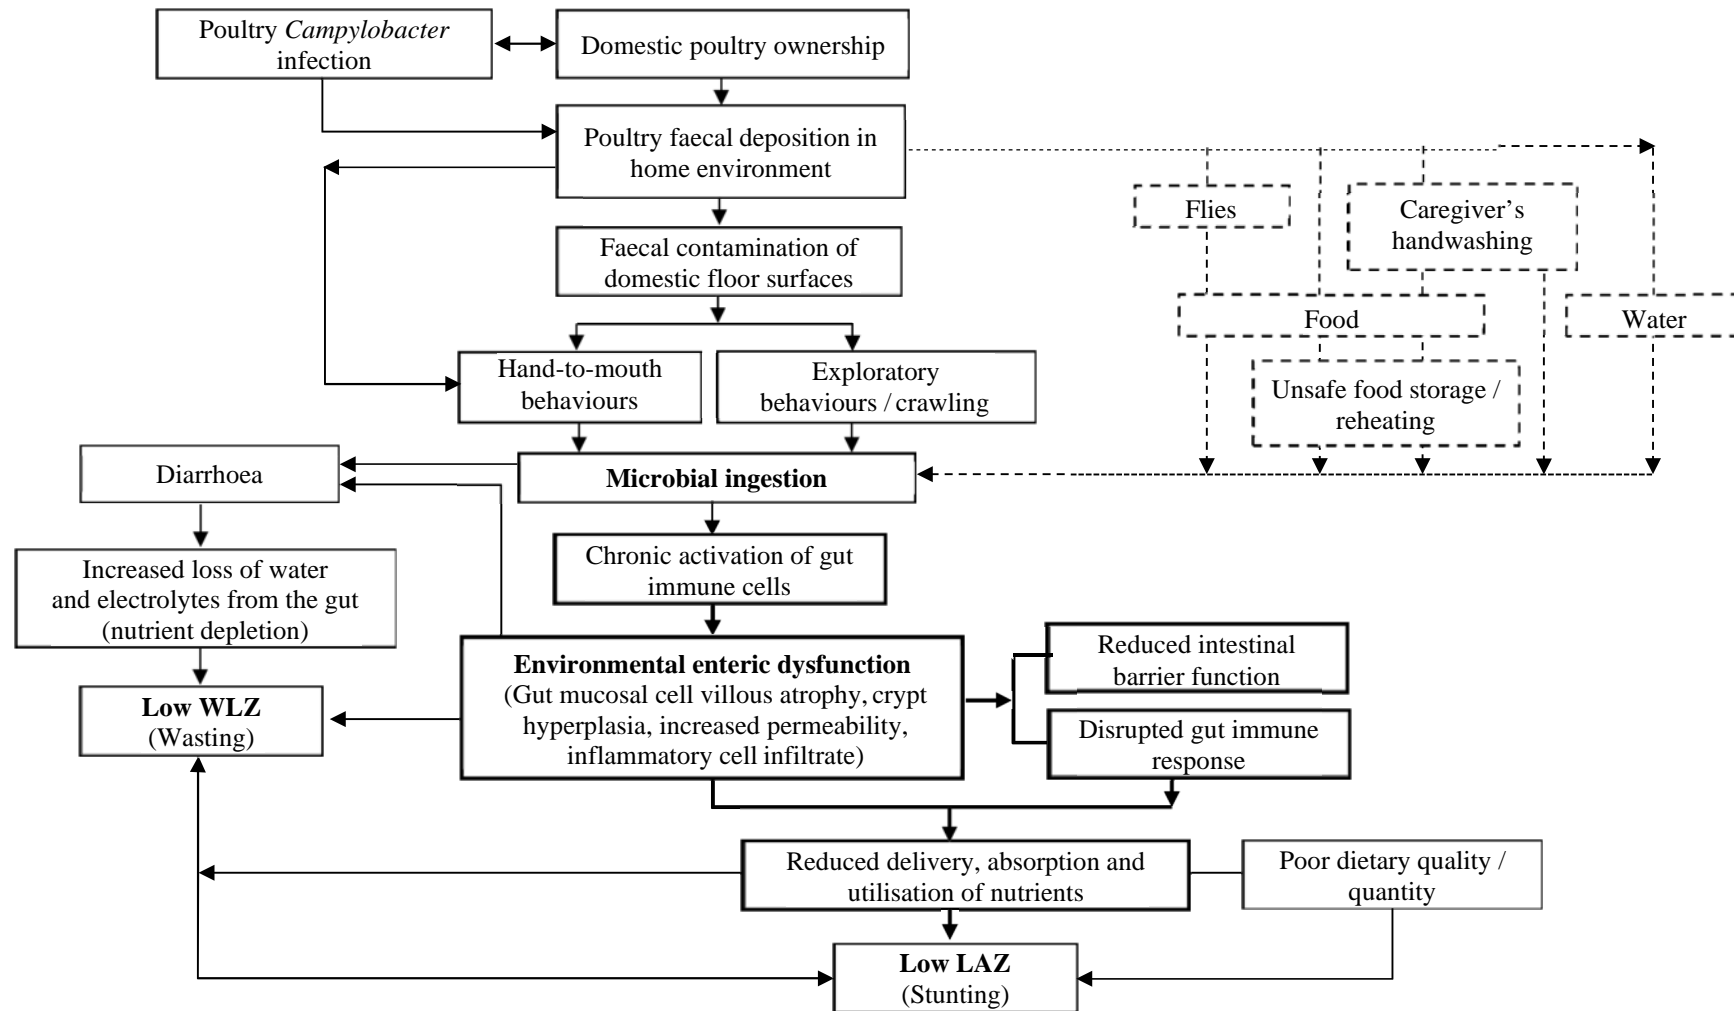 Poultry Campylobacter
infection
Domestic poultry ownership
Poultry faecal deposition in
home environment
Flies
Caregiver’s
handwashing
Faecal contamination of
domestic floor surfaces
Food
Water
Hand-to-mouth
behaviours
Exploratory
behaviours / crawling
Unsafe food storage /
reheating
Diarrhoea
Microbial ingestion
Increased loss of water
and electrolytes from the gut
(nutrient depletion)
Chronic activation of gut
immune cells
Environmental enteric dysfunction
(Gut mucosal cell villous atrophy, crypt
hyperplasia, increased permeability,
inflammatory cell infiltrate)
Reduced intestinal
barrier function
Low WLZ
(Wasting)
Disrupted gut immune
response
Reduced delivery, absorption and
utilisation of nutrients
Poor dietary quality /
quantity
Low LAZ
(Stunting)